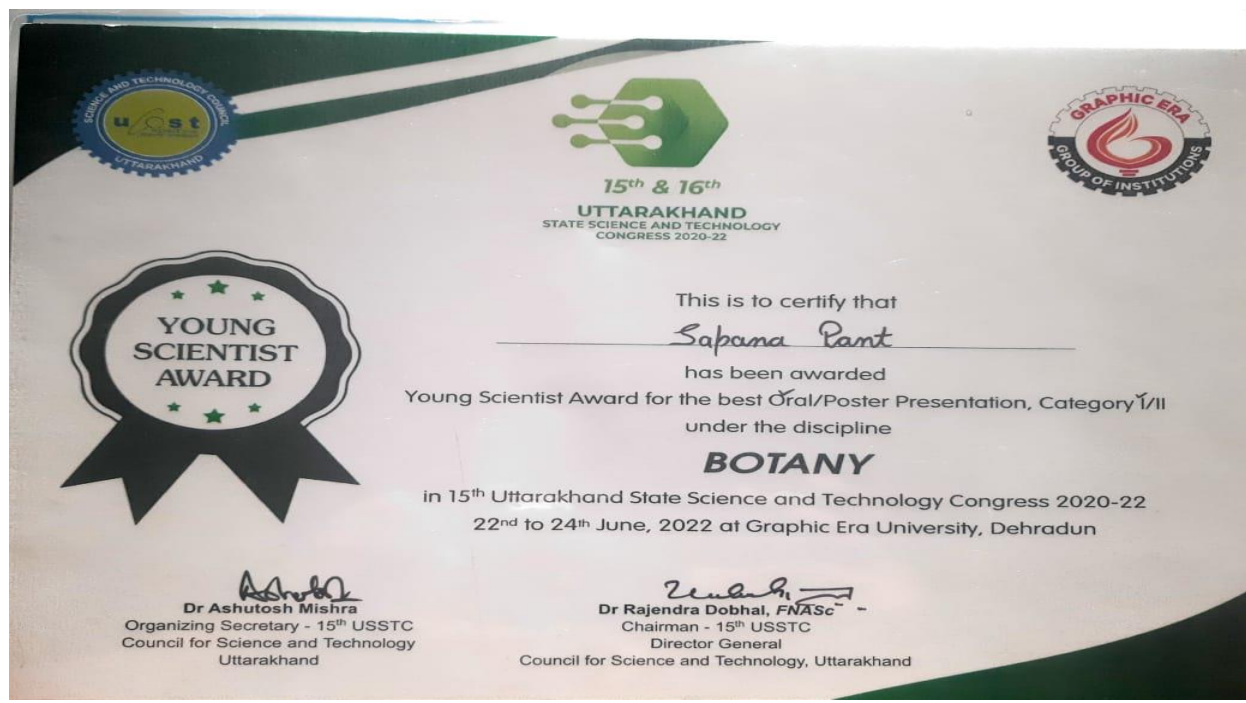 SCIENCE AND TECHNOLOGY COUNCIL
ucost
UTTARAKHAND
15th & 16th
UTTARAKHAND
STATE SCIENCE AND TECHNOLOGY
CONGRESS 2020-22
GRAPHIC ERA
GROUP OF INSTITUTIONS
YOUNG
SCIENTIST
AWARD
This is to certify that
Sapana Pant
has been awarded
Young Scientist Award for the best Oral/Poster Presentation, Category I/II
under the discipline
BOTANY
in 15th Uttarakhand State Science and Technology Congress 2020-22
22nd to 24th June, 2022 at Graphic Era University, Dehradun
Dr Ashutosh Mishra
Organizing Secretary - 15th USSTC
Council for Science and Technology
Uttarakhand
Dr Rajendra Dobhal, FNASc
Chairman - 15th USSTC
Director General
Council for Science and Technology, Uttarakhand